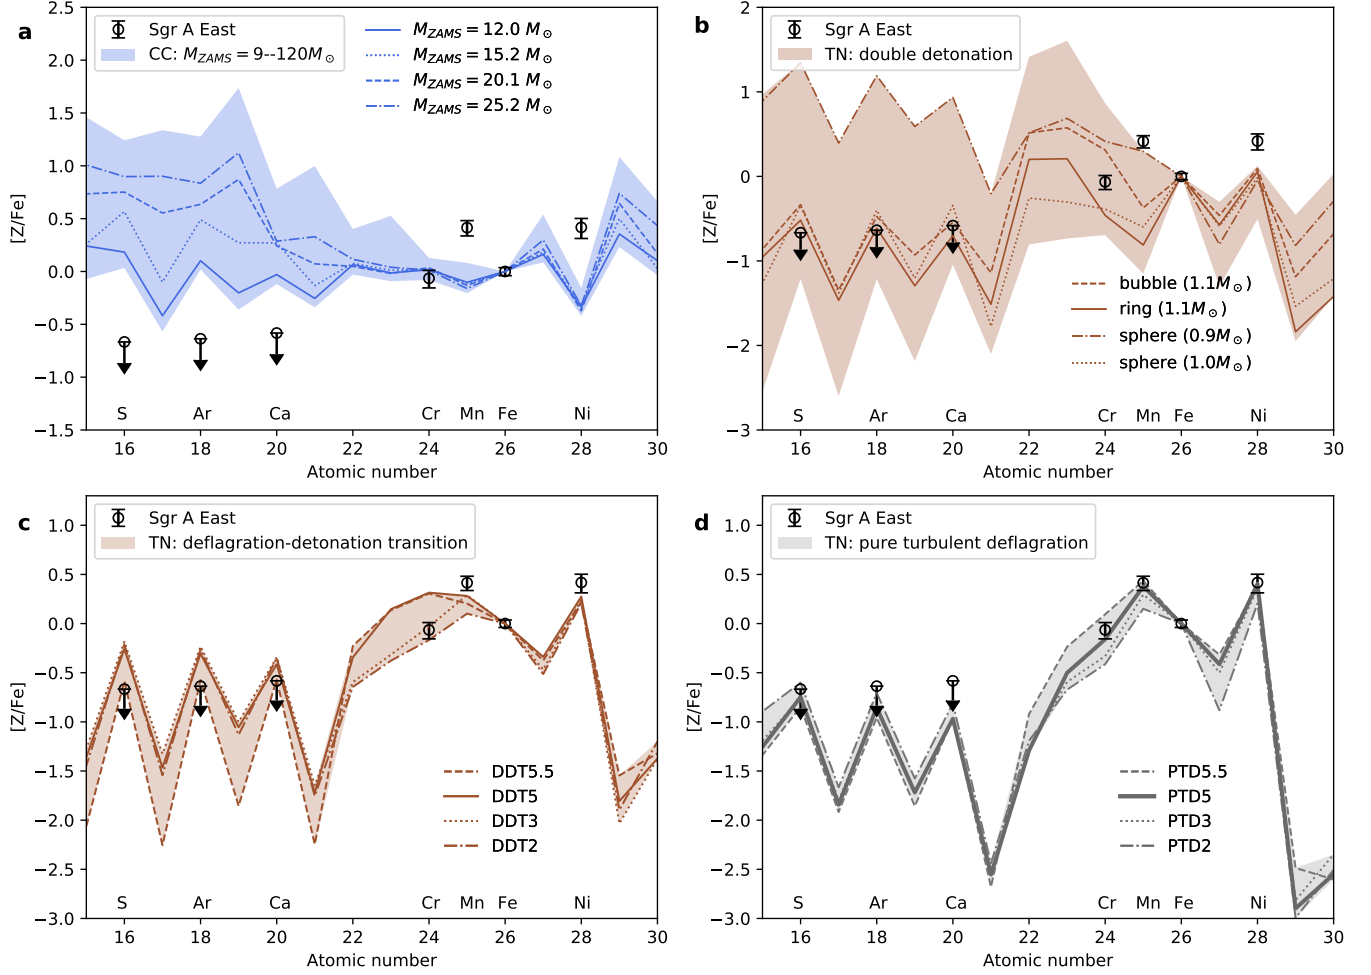 a
Sgr A East
CC: M_ZAMS = 9--120M_⊙
M_ZAMS = 12.0 M_⊙
M_ZAMS = 15.2 M_⊙
M_ZAMS = 20.1 M_⊙
M_ZAMS = 25.2 M_⊙
2.5
2.0
1.5
1.0
0.5
0.0
−0.5
−1.0
−1.5
[Z/Fe]
S Ar Ca Cr Mn Fe Ni
16 18 20 22 24 26 28 30
Atomic number
b
Sgr A East
TN: double detonation
2
1
0
−1
−2
−3
[Z/Fe]
bubble (1.1M_⊙)
ring (1.1M_⊙)
sphere (0.9M_⊙)
sphere (1.0M_⊙)
S Ar Ca Cr Mn Fe Ni
16 18 20 22 24 26 28 30
Atomic number
c
Sgr A East
TN: deflagration-detonation transition
1.0
0.5
0.0
−0.5
−1.0
−1.5
−2.0
−2.5
−3.0
[Z/Fe]
DDT5.5
DDT5
DDT3
DDT2
S Ar Ca Cr Mn Fe Ni
16 18 20 22 24 26 28 30
Atomic number
d
Sgr A East
TN: pure turbulent deflagration
1.0
0.5
0.0
−0.5
−1.0
−1.5
−2.0
−2.5
−3.0
[Z/Fe]
PTD5.5
PTD5
PTD3
PTD2
S Ar Ca Cr Mn Fe Ni
16 18 20 22 24 26 28 30
Atomic number